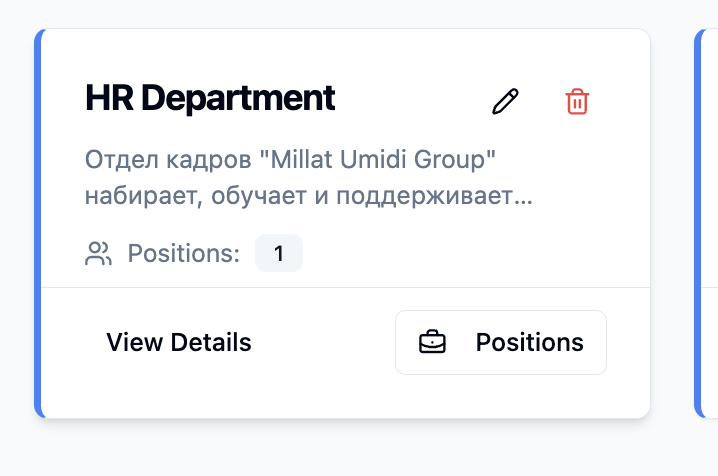 HR Department
Отдел кадров "Millat Umidi Group"
набирает, обучает и поддерживает...
Positions: 1
View Details
Positions